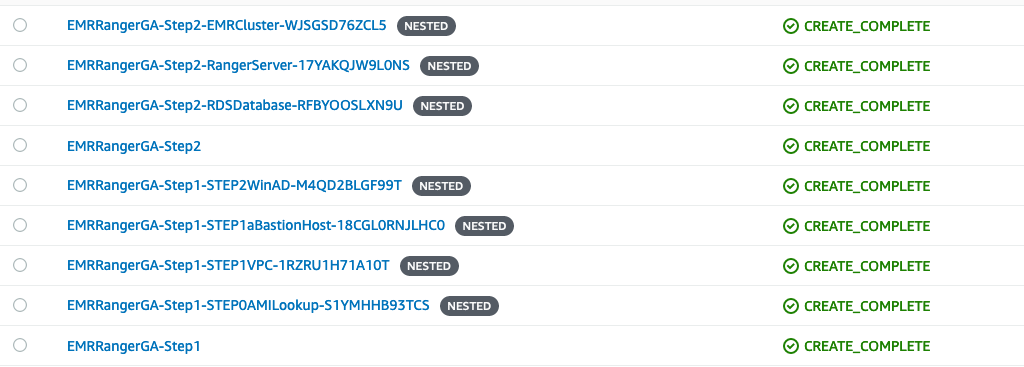 EMRRangerGA-Step2-EMRCluster-WJSGSD76ZCL5 NESTED CREATE_COMPLETE
EMRRangerGA-Step2-RangerServer-17YAKQJW9L0NS NESTED CREATE_COMPLETE
EMRRangerGA-Step2-RDSDatabase-RFBYOOSLXN9U NESTED CREATE_COMPLETE
EMRRangerGA-Step2 CREATE_COMPLETE
EMRRangerGA-Step1-STEP2WinAD-M4QD2BLGF99T NESTED CREATE_COMPLETE
EMRRangerGA-Step1-STEP1aBastionHost-18CGL0RNJLHC0 NESTED CREATE_COMPLETE
EMRRangerGA-Step1-STEP1VPC-1RZRU1H71A10T NESTED CREATE_COMPLETE
EMRRangerGA-Step1-STEP0AMILookup-S1YMHHB93TCS NESTED CREATE_COMPLETE
EMRRangerGA-Step1 CREATE_COMPLETE